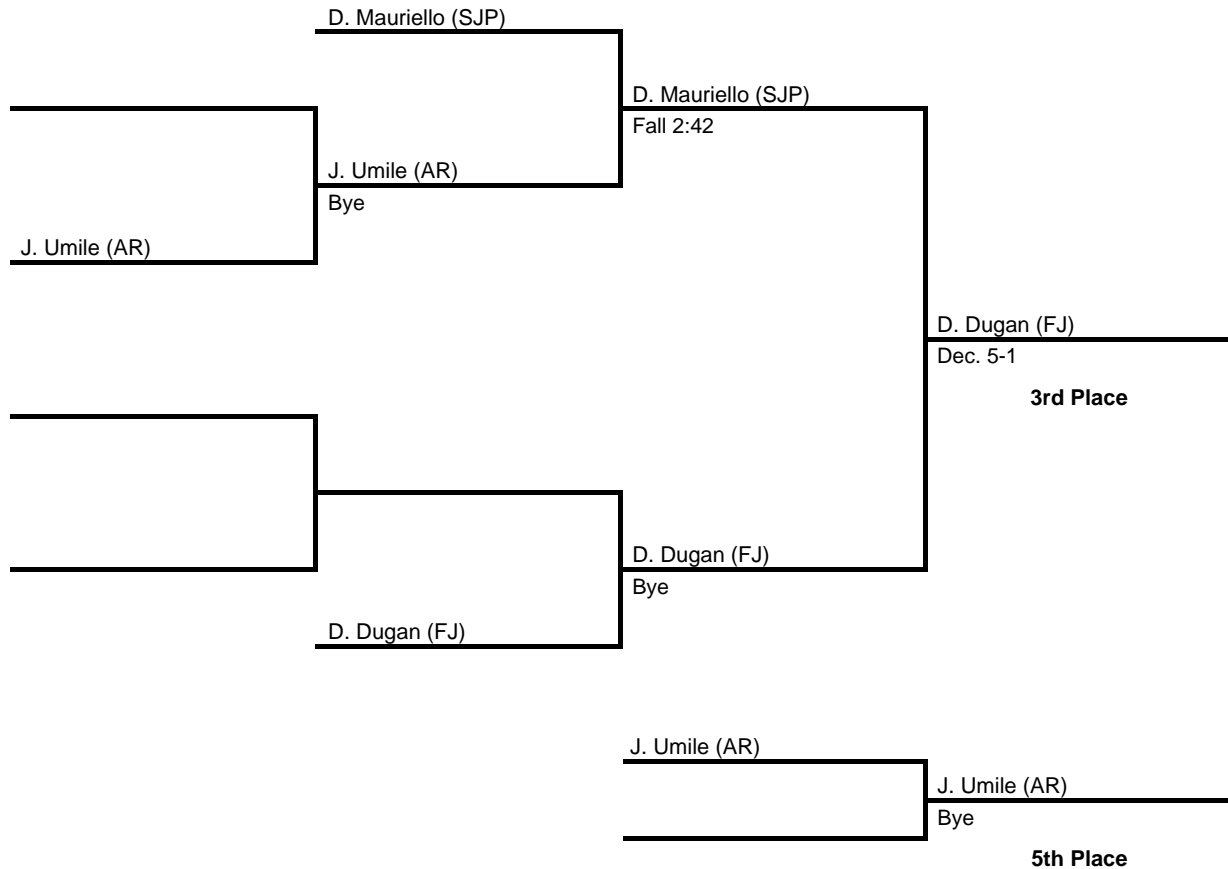 D. Mauriello (SJP)
D. Mauriello (SJP)
Fall 2:42
J. Umile (AR)
Bye
J. Umile (AR)
D. Dugan (FJ)
Dec. 5-1
3rd Place
D. Dugan (FJ)
Bye
D. Dugan (FJ)
J. Umile (AR)
J. Umile (AR)
Bye
5th Place